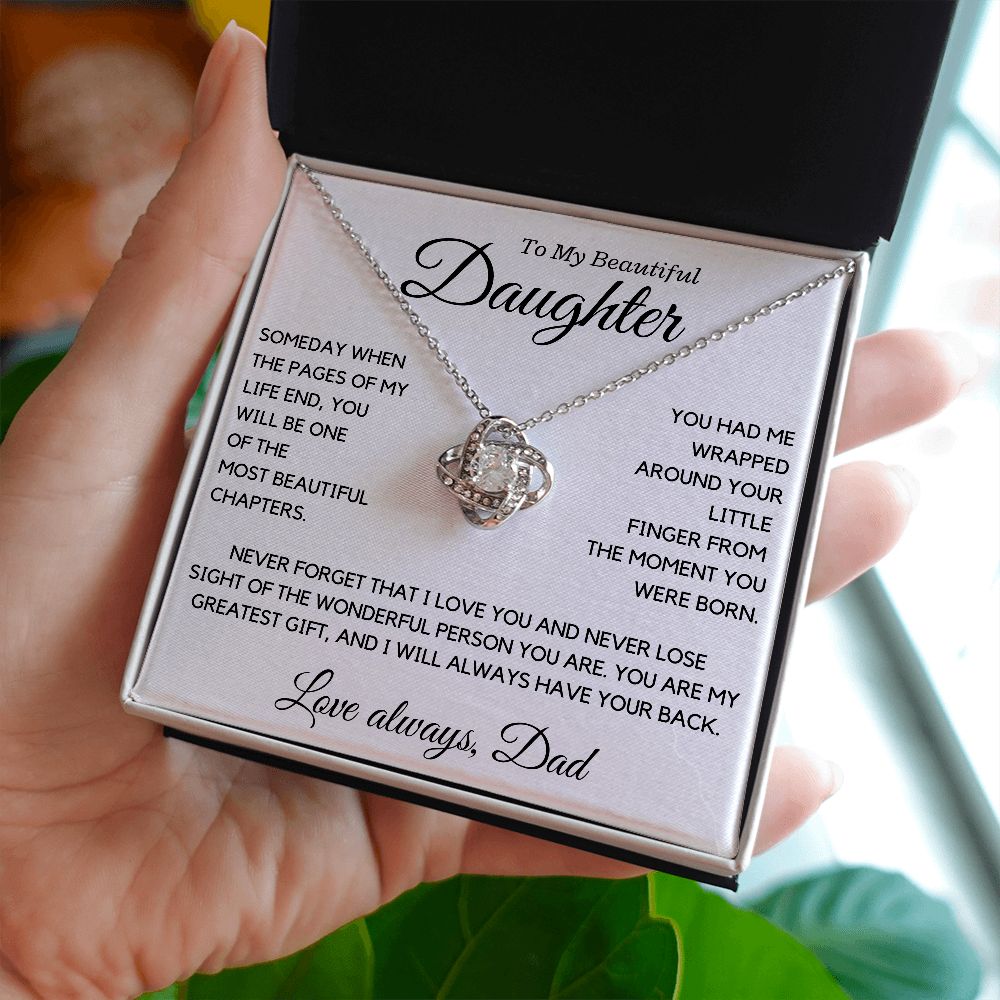 To My Beautiful
Daughter
SOMEDAY WHEN
THE PAGES OF MY
LIFE END, YOU
WILL BE ONE
OF THE
MOST BEAUTIFUL
CHAPTERS.
YOU HAD ME
WRAPPED
AROUND YOUR
LITTLE
FINGER FROM
THE MOMENT YOU
WERE BORN.
NEVER FORGET THAT I LOVE YOU AND NEVER LOSE
SIGHT OF THE WONDERFUL PERSON YOU ARE. YOU ARE MY
GREATEST GIFT, AND I WILL ALWAYS HAVE YOUR BACK.
Love always, Dad